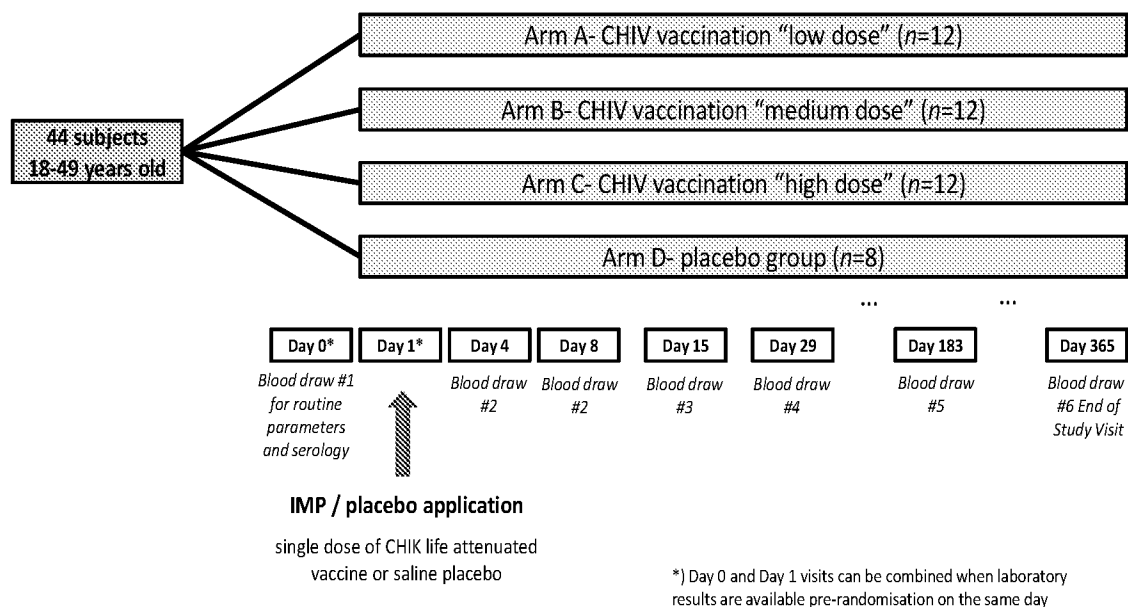 Arm A- CHIV vaccination “low dose” (n=12)
Arm B- CHIV vaccination “medium dose” (n=12)
44 subjects
18-49 years old
Arm C- CHIV vaccination “high dose” (n=12)
Arm D- placebo group (n=8)
... ...
Day 0* Day 1* Day 4 Day 8 Day 15 Day 29 Day 183 Day 365
Blood draw #1
for routine
parameters
and serology
Blood draw
#2
Blood draw
#2
Blood draw
#3
Blood draw
#4
Blood draw
#5
Blood draw
#6 End of
Study Visit
IMP / placebo application
single dose of CHIK life attenuated
vaccine or saline placebo
*) Day 0 and Day 1 visits can be combined when laboratory
results are available pre-randomisation on the same day